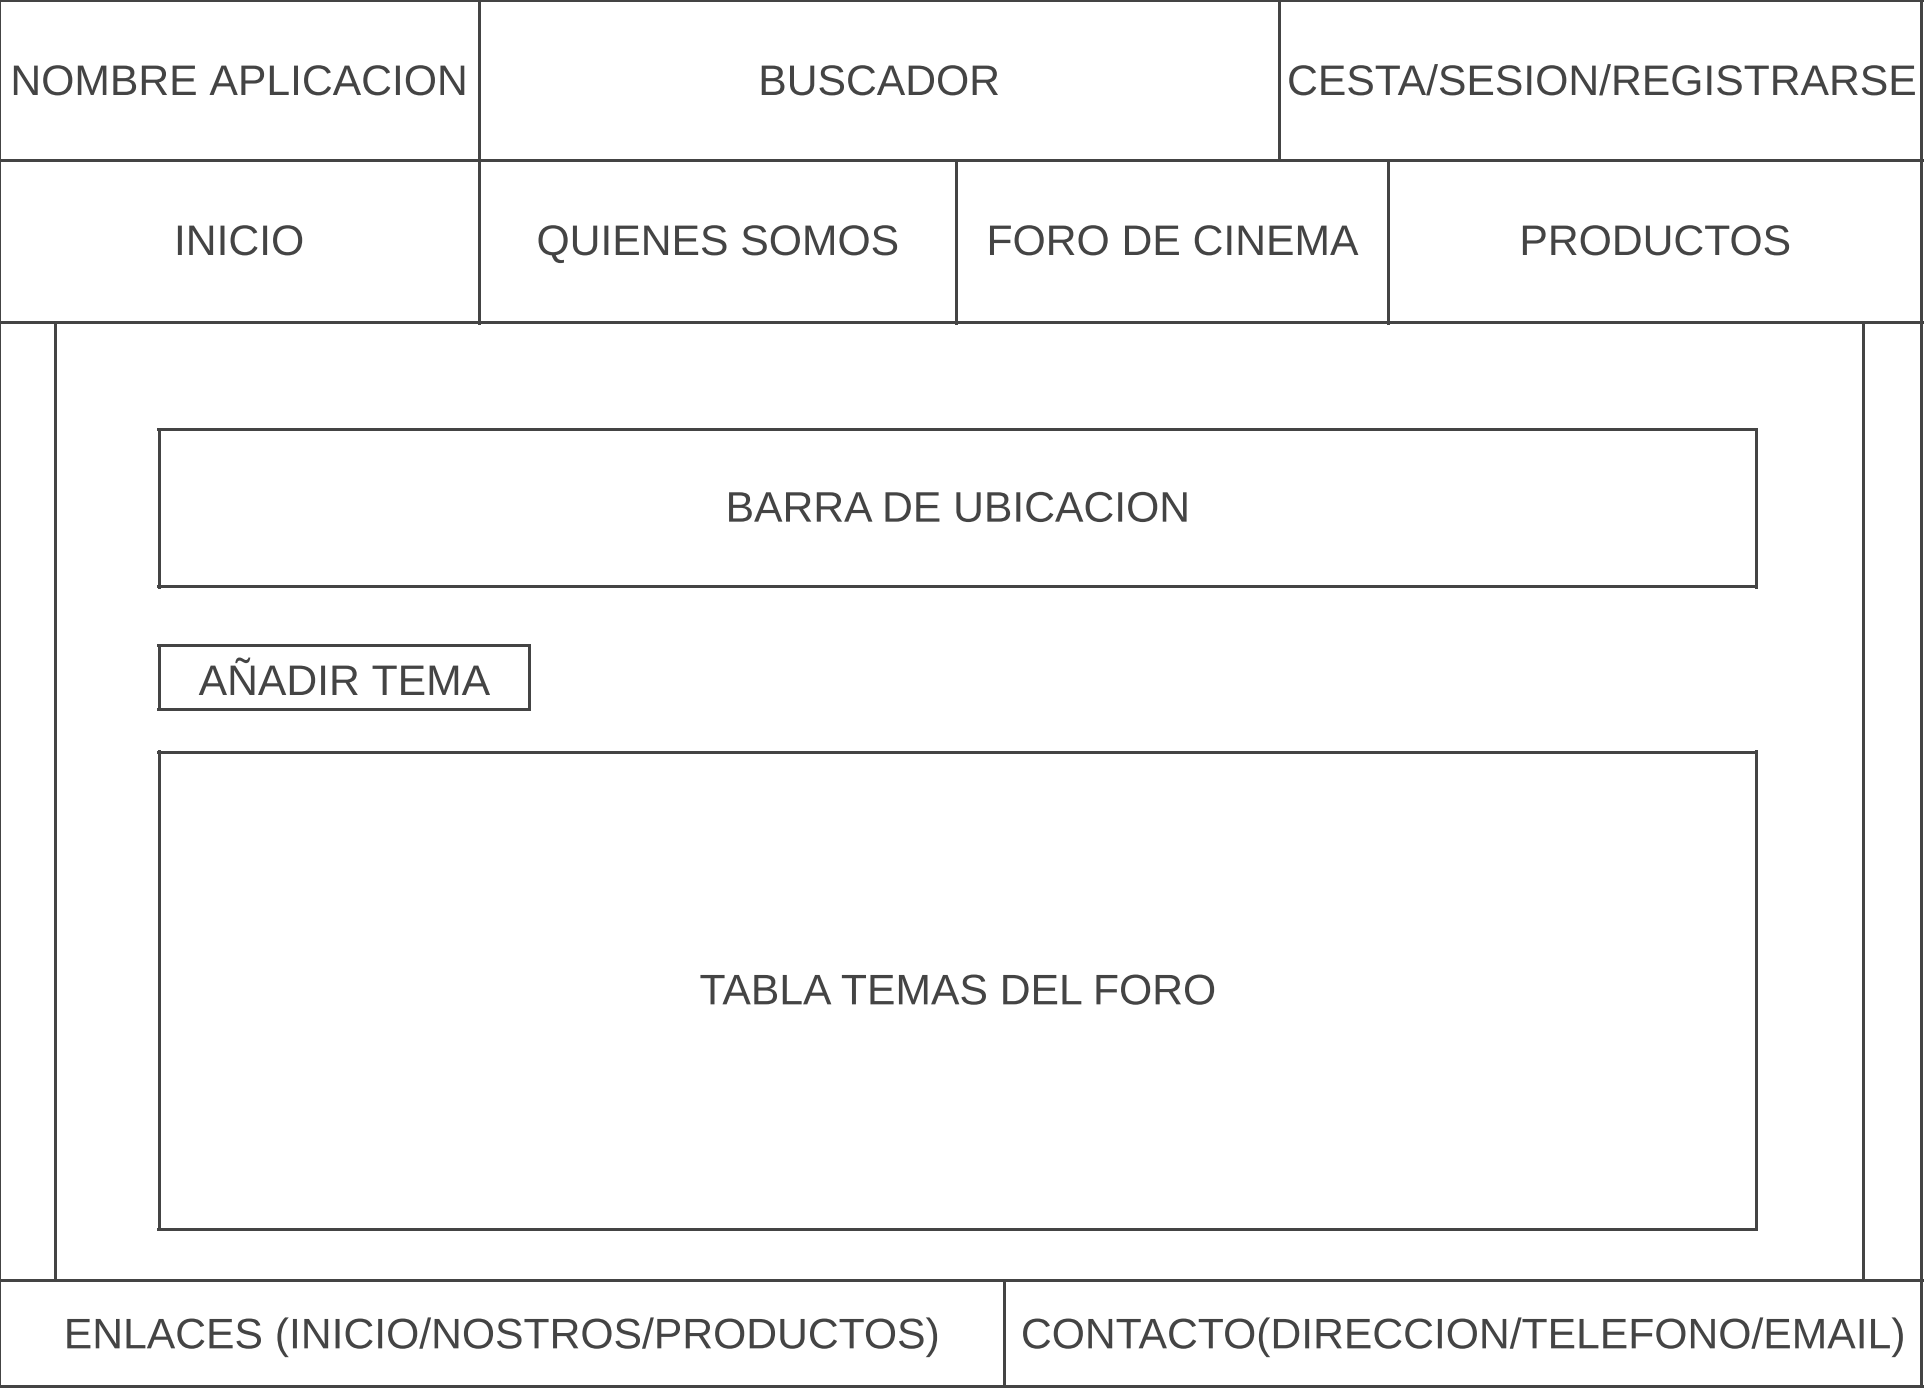 NOMBRE APLICACION
BUSCADOR
CESTA/SESION/REGISTRARSE
INICIO
QUIENES SOMOS
FORO DE CINEMA
PRODUCTOS
BARRA DE UBICACION
AÑADIR TEMA
TABLA TEMAS DEL FORO
ENLACES (INICIO/NOSTROS/PRODUCTOS)
CONTACTO(DIRECCION/TELEFONO/EMAIL)